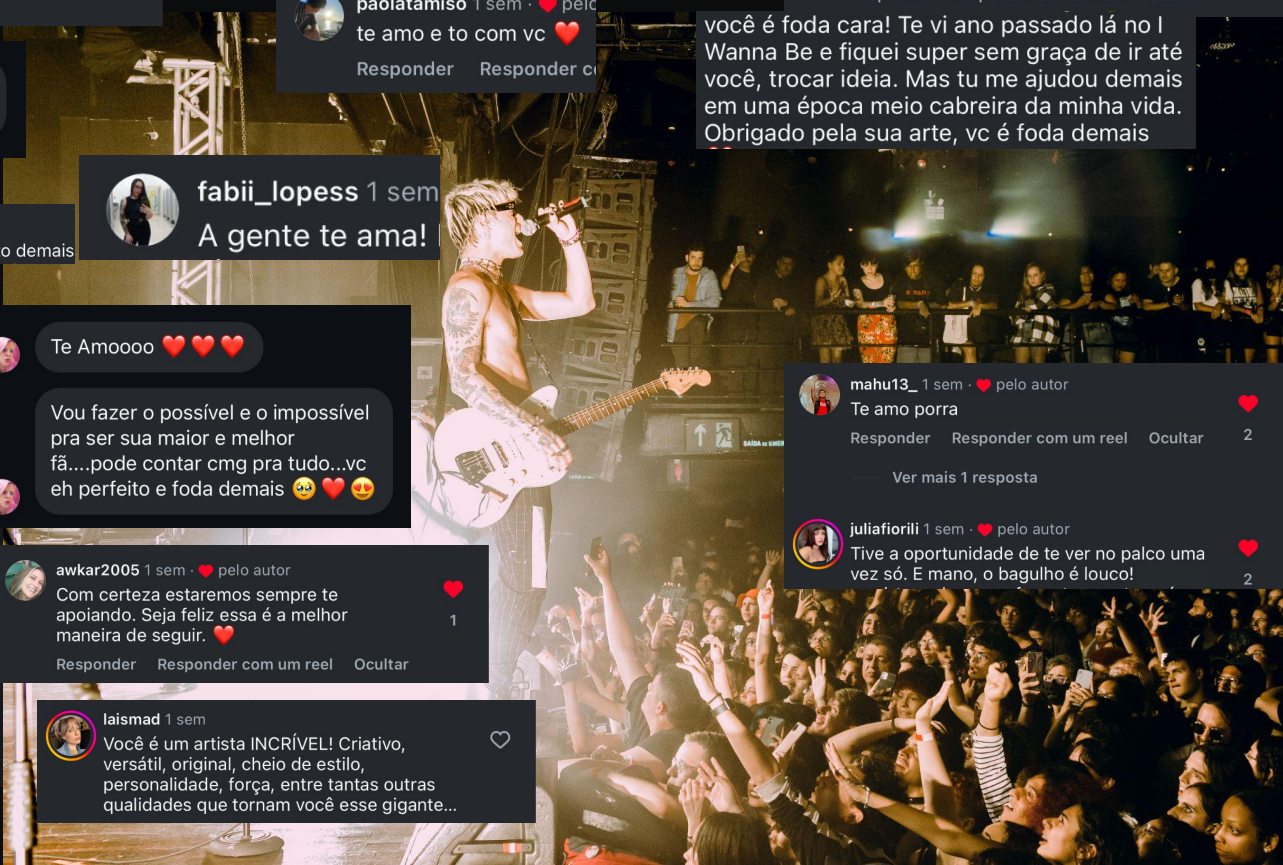 paolatamiso 1 sem · ❤️ pelo
te amo e to com vc ❤️
Responder Responder c
você é foda cara! Te vi ano passado lá no I
Wanna Be e fiquei super sem graça de ir até
você, trocar ideia. Mas tu me ajudou demais
em uma época meio cabreira da minha vida.
Obrigado pela sua arte, vc é foda demais
fabii_lopess 1 sem
A gente te ama!
o demais
Te Amoooo ❤️❤️❤️
Vou fazer o possível e o impossível
pra ser sua maior e melhor
fã....pode contar cmg pra tudo...vc
eh perfeito e foda demais 🥹❤️😍
SAÍDA DE EMER
mahu13_ 1 sem · ❤️ pelo autor
Te amo porra
2
Responder Responder com um reel Ocultar
Ver mais 1 resposta
juliafiorili 1 sem · ❤️ pelo autor
Tive a oportunidade de te ver no palco uma
vez só. E mano, o bagulho é louco!
2
awkar2005 1 sem · ❤️ pelo autor
Com certeza estaremos sempre te
apoiando. Seja feliz essa é a melhor
maneira de seguir. ❤️
1
Responder Responder com um reel Ocultar
laismad 1 sem
Você é um artista INCRÍVEL! Criativo,
versátil, original, cheio de estilo,
personalidade, força, entre tantas outras
qualidades que tornam você esse gigante...